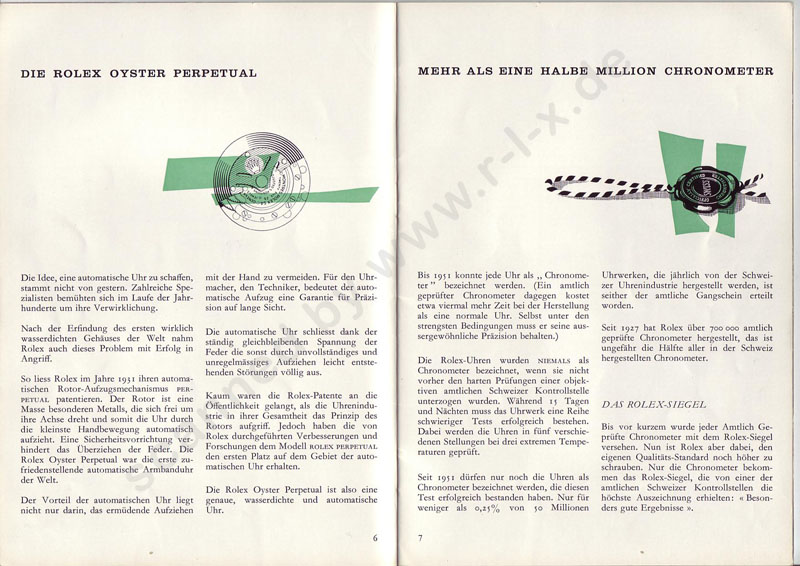 DIE ROLEX OYSTER PERPETUAL
Die Idee, eine automatische Uhr zu schaffen,
stammt nicht von gestern. Zahlreiche Spe-
zialisten bemühten sich im Laufe der Jahr-
hunderte um ihre Verwirklichung.
Nach der Erfindung des ersten wirklich
wasserdichten Gehäuses der Welt nahm
Rolex auch dieses Problem mit Erfolg in
Angriff.
So liess Rolex im Jahre 1931 ihren automa-
tischen Rotor-Aufzugsmechanismus PER-
PETUAL patentieren. Der Rotor ist eine
Masse besonderen Metalls, die sich frei um
ihre Achse dreht und somit die Uhr durch
die kleinste Handbewegung automatisch
aufzieht. Eine Sicherheitsvorrichtung ver-
hindert das Überziehen der Feder. Die
Rolex Oyster Perpetual war die erste zu-
friedenstellende automatische Armbanduhr
der Welt.
Der Vorteil der automatischen Uhr liegt
nicht nur darin, das ermüdende Aufziehen
mit der Hand zu vermeiden. Für den Uhr-
macher, den Techniker, bedeutet der auto-
matische Aufzug eine Garantie für Präzi-
sion auf lange Sicht.
Die automatische Uhr schliesst dank der
ständig gleichbleibenden Spannung der
Feder die sonst durch unvollständiges und
unregelmässiges Aufziehen leicht entste-
henden Störungen völlig aus.
Kaum waren die Rolex-Patente an die
Öffentlichkeit gelangt, als die Uhrenindu-
strie in ihrer Gesamtheit das Prinzip des
Rotors aufgriff. Jedoch haben die von
Rolex durchgeführten Verbesserungen und
Forschungen dem Modell ROLEX PERPETUAL
den ersten Platz auf dem Gebiet der auto-
matischen Uhr erhalten.
Die Rolex Oyster Perpetual ist also eine
genaue, wasserdichte und automatische
Uhr.
6
MEHR ALS EINE HALBE MILLION CHRONOMETER
Bis 1951 konnte jede Uhr als „ Chronome-
ter ” bezeichnet werden. (Ein amtlich
geprüfter Chronometer dagegen kostet
etwa viermal mehr Zeit bei der Herstellung
als eine normale Uhr. Selbst unter den
strengsten Bedingungen muss er seine aus-
sergewöhnliche Präzision behalten.)
Die Rolex-Uhren wurden NIEMALS als
Chronometer bezeichnet, wenn sie nicht
vorher den harten Prüfungen einer objek-
tiven amtlichen Schweizer Kontrollstelle
unterzogen wurden. Während 15 Tagen
und Nächten muss das Uhrwerk eine Reihe
schwieriger Tests erfolgreich bestehen.
Dabei werden die Uhren in fünf verschie-
denen Stellungen bei drei extremen Tempe-
raturen geprüft.
Seit 1951 dürfen nur noch die Uhren als
Chronometer bezeichnet werden, die diesen
Test erfolgreich bestanden haben. Nur für
weniger als 0,25% von 50 Millionen
Uhrwerken, die jährlich von der Schwei-
zer Uhrenindustrie hergestellt werden, ist
seither der amtliche Gangschein erteilt
worden.
Seit 1927 hat Rolex über 700 000 amtlich
geprüfte Chronometer hergestellt, das ist
ungefähr die Hälfte aller in der Schweiz
hergestellten Chronometer.
DAS ROLEX-SIEGEL
Bis vor kurzem wurde jeder Amtlich Ge-
prüfte Chronometer mit dem Rolex-Siegel
versehen. Nun ist Rolex aber dabei, den
eigenen Qualitäts-Standard noch höher zu
schrauben. Nur die Chronometer bekom-
men das Rolex-Siegel, die von einer der
amtlichen Schweizer Kontrollstellen die
höchste Auszeichnung erhielten: « Beson-
ders gute Ergebnisse ».
7
scanned by www.r-l-x.de